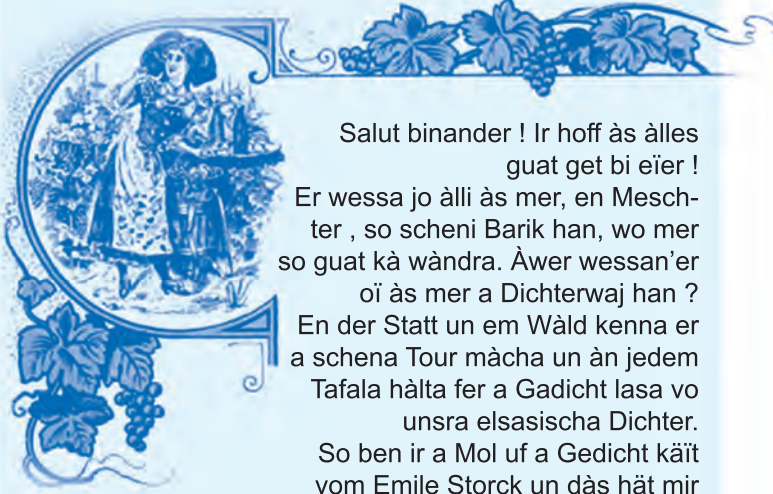 Salut binander ! Ir hoff às àlles
guat get bi eïer !
Er wessa jo àlli às mer, en Mesch-
ter , so scheni Barik han, wo mer
so guat kà wàndra. Àwer wessan’er
oï às mer a Dichterwaj han ?
En der Statt un em Wàld kenna er
a schena Tour màcha un àn jedem
Tafala hàlta fer a Gadicht lasa vo
unsra elsasischa Dichter.
So ben ir a Mol uf a Gedicht käït
vom Emile Storck un dàs hät mir